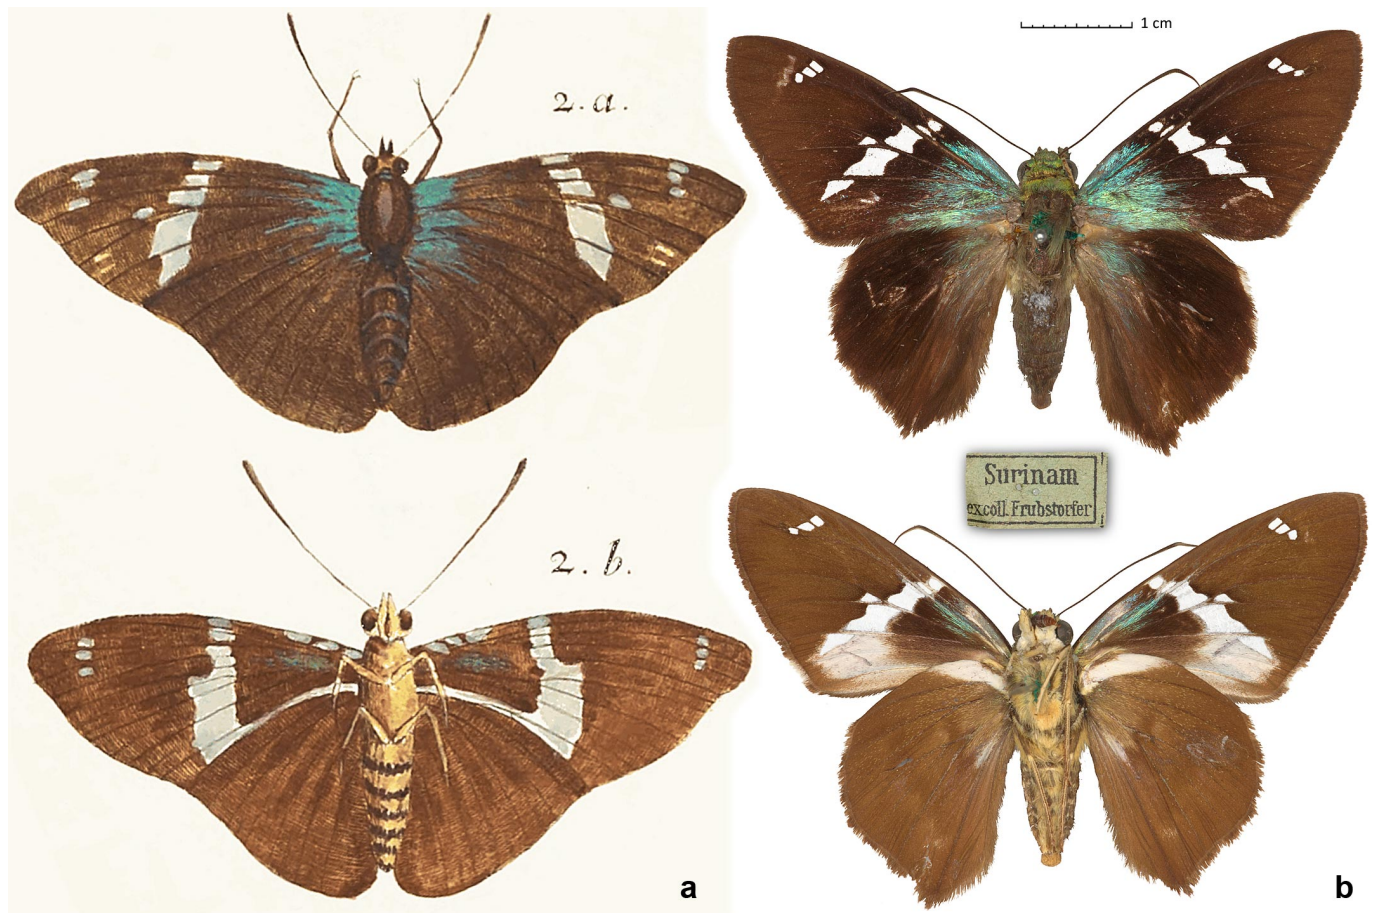 2. a.
1 cm
Surinam
excoll. Fruhstorfer
2. b.
a
b